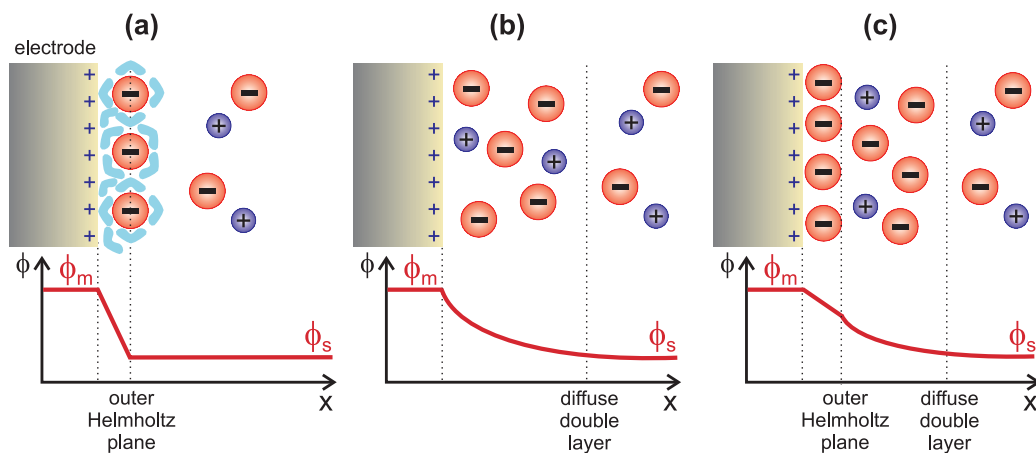 (a)
electrode
ϕ
ϕm
ϕs
x
outer
Helmholtz
plane
(b)
ϕ
ϕm
ϕs
x
diffuse
double
layer
(c)
ϕ
ϕm
ϕs
x
outer
Helmholtz
plane
diffuse
double
layer